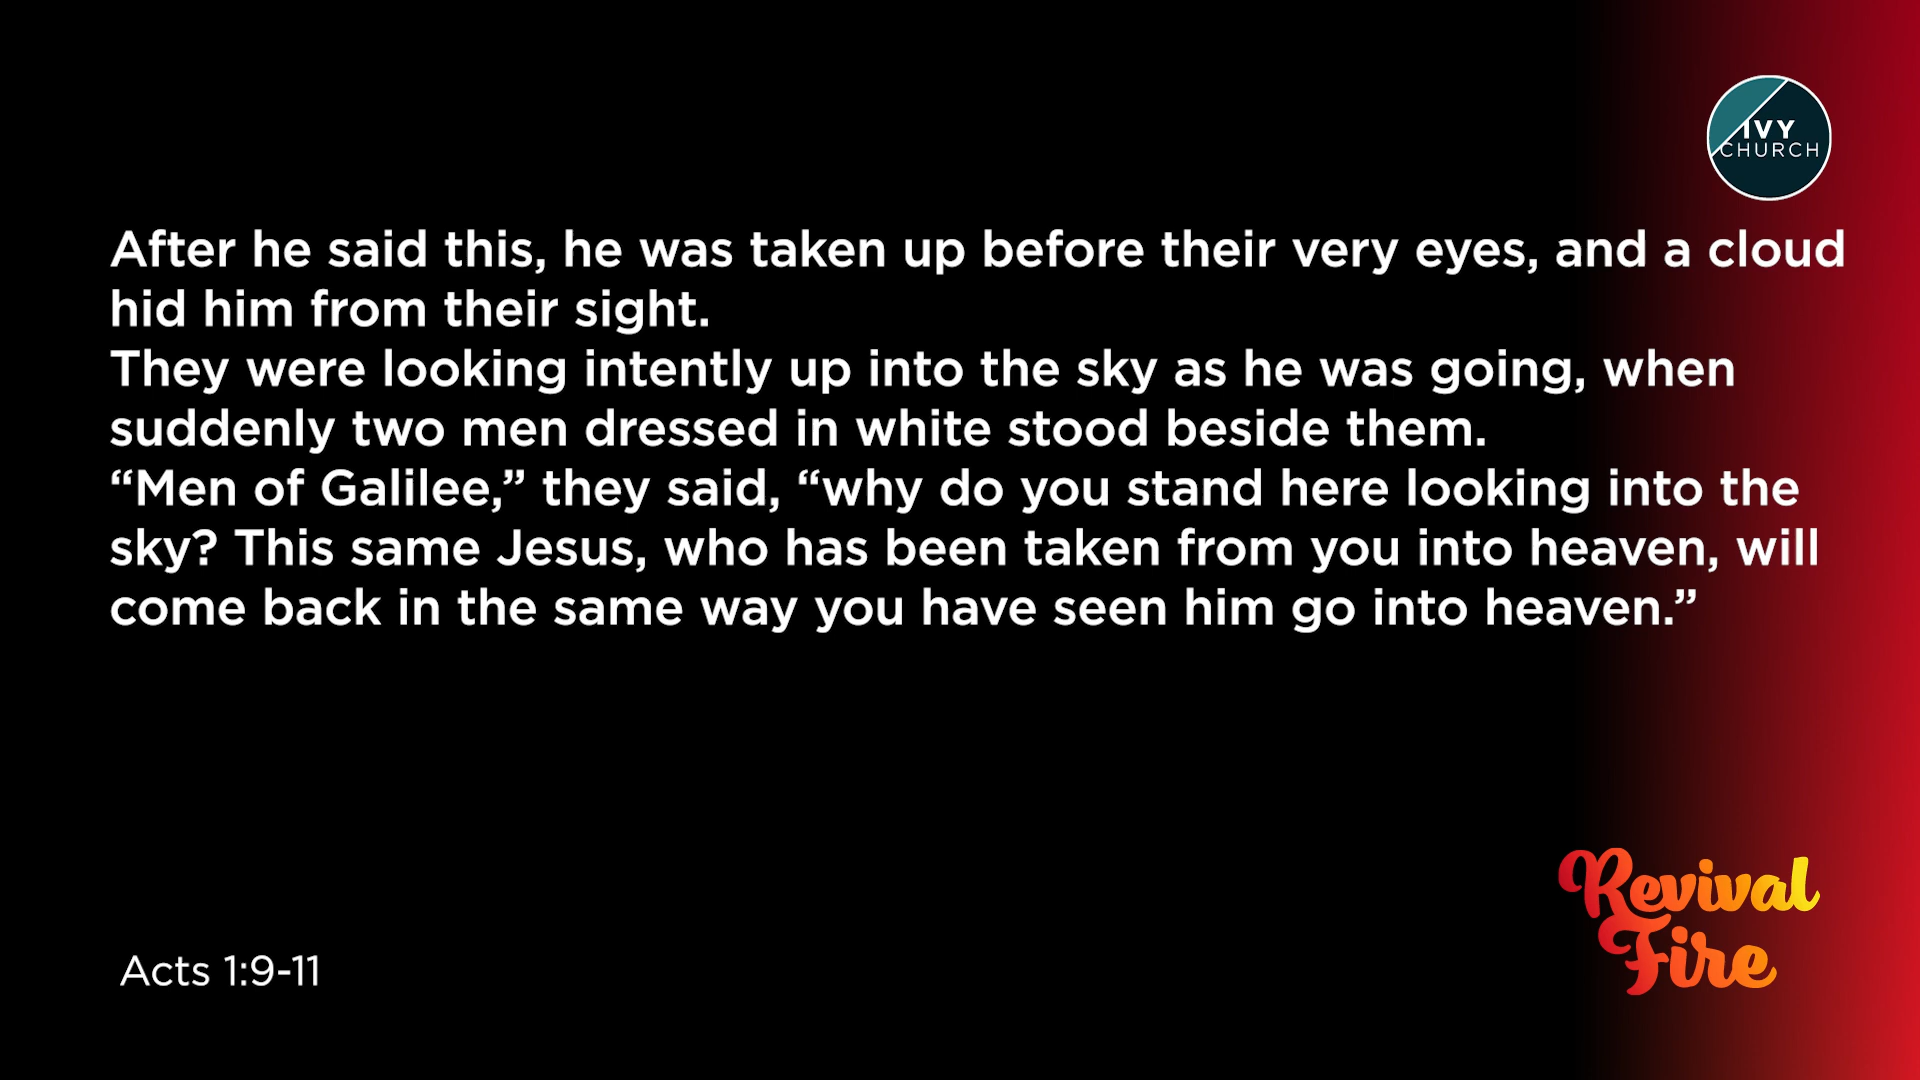 IVY
CHURCH
After he said this, he was taken up before their very eyes, and a cloud
hid him from their sight.
They were looking intently up into the sky as he was going, when
suddenly two men dressed in white stood beside them.
“Men of Galilee,” they said, “why do you stand here looking into the
sky? This same Jesus, who has been taken from you into heaven, will
come back in the same way you have seen him go into heaven.”
Revival
Fire
Acts 1:9-11